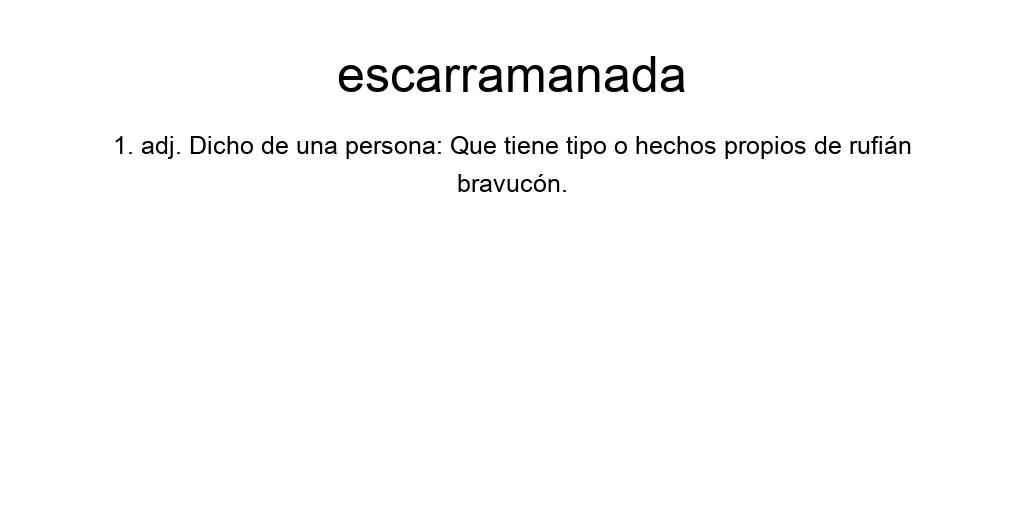 escarramanada
1. adj. Dicho de una persona: Que tiene tipo o hechos propios de rufián
bravucón.